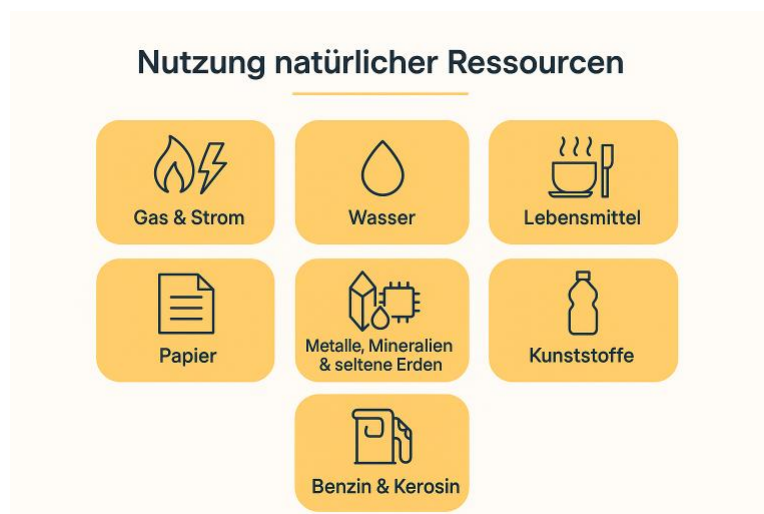 Nutzung natürlicher Ressourcen
Gas & Strom
Wasser
Lebensmittel
Papier
Metalle, Mineralien
& seltene Erden
Kunststoffe
Benzin & Kerosin